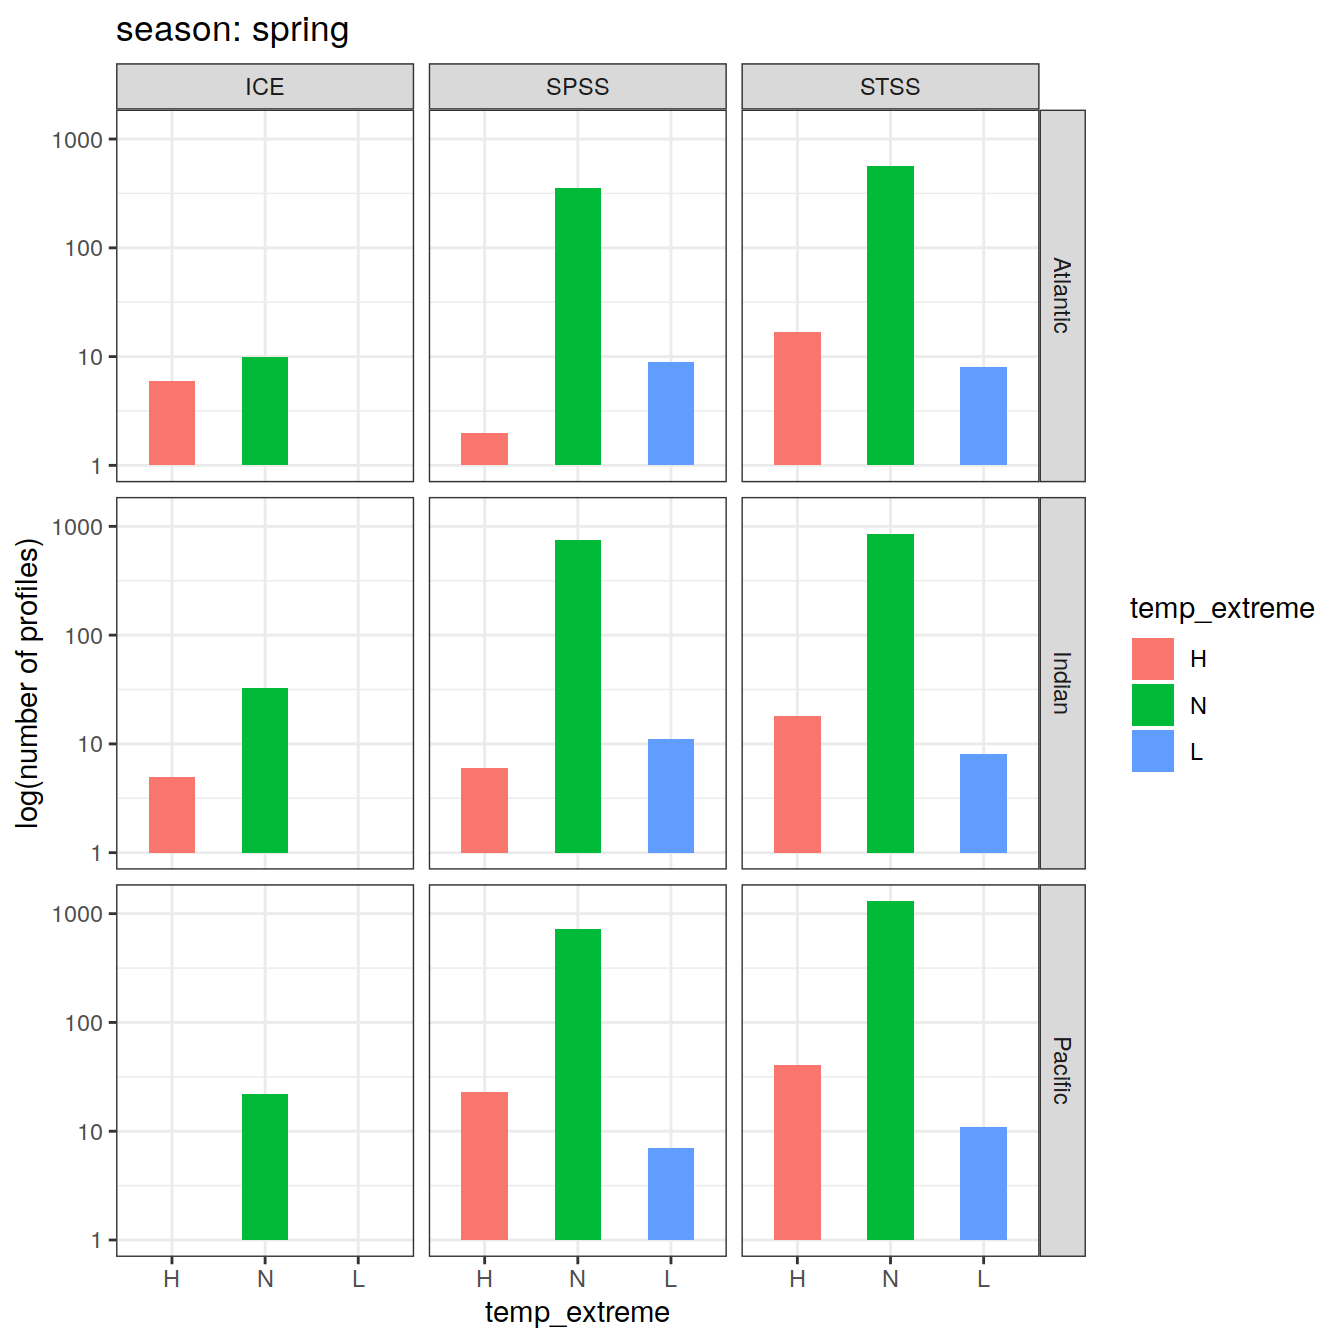 season: spring
ICE SPSS STSS
1000
100
10
1
Atlantic
1000
100
10
1
Indian
1000
100
10
1
Pacific
H N L H N L H N L
temp_extreme
log(number of profiles)
temp_extreme
H
N
L